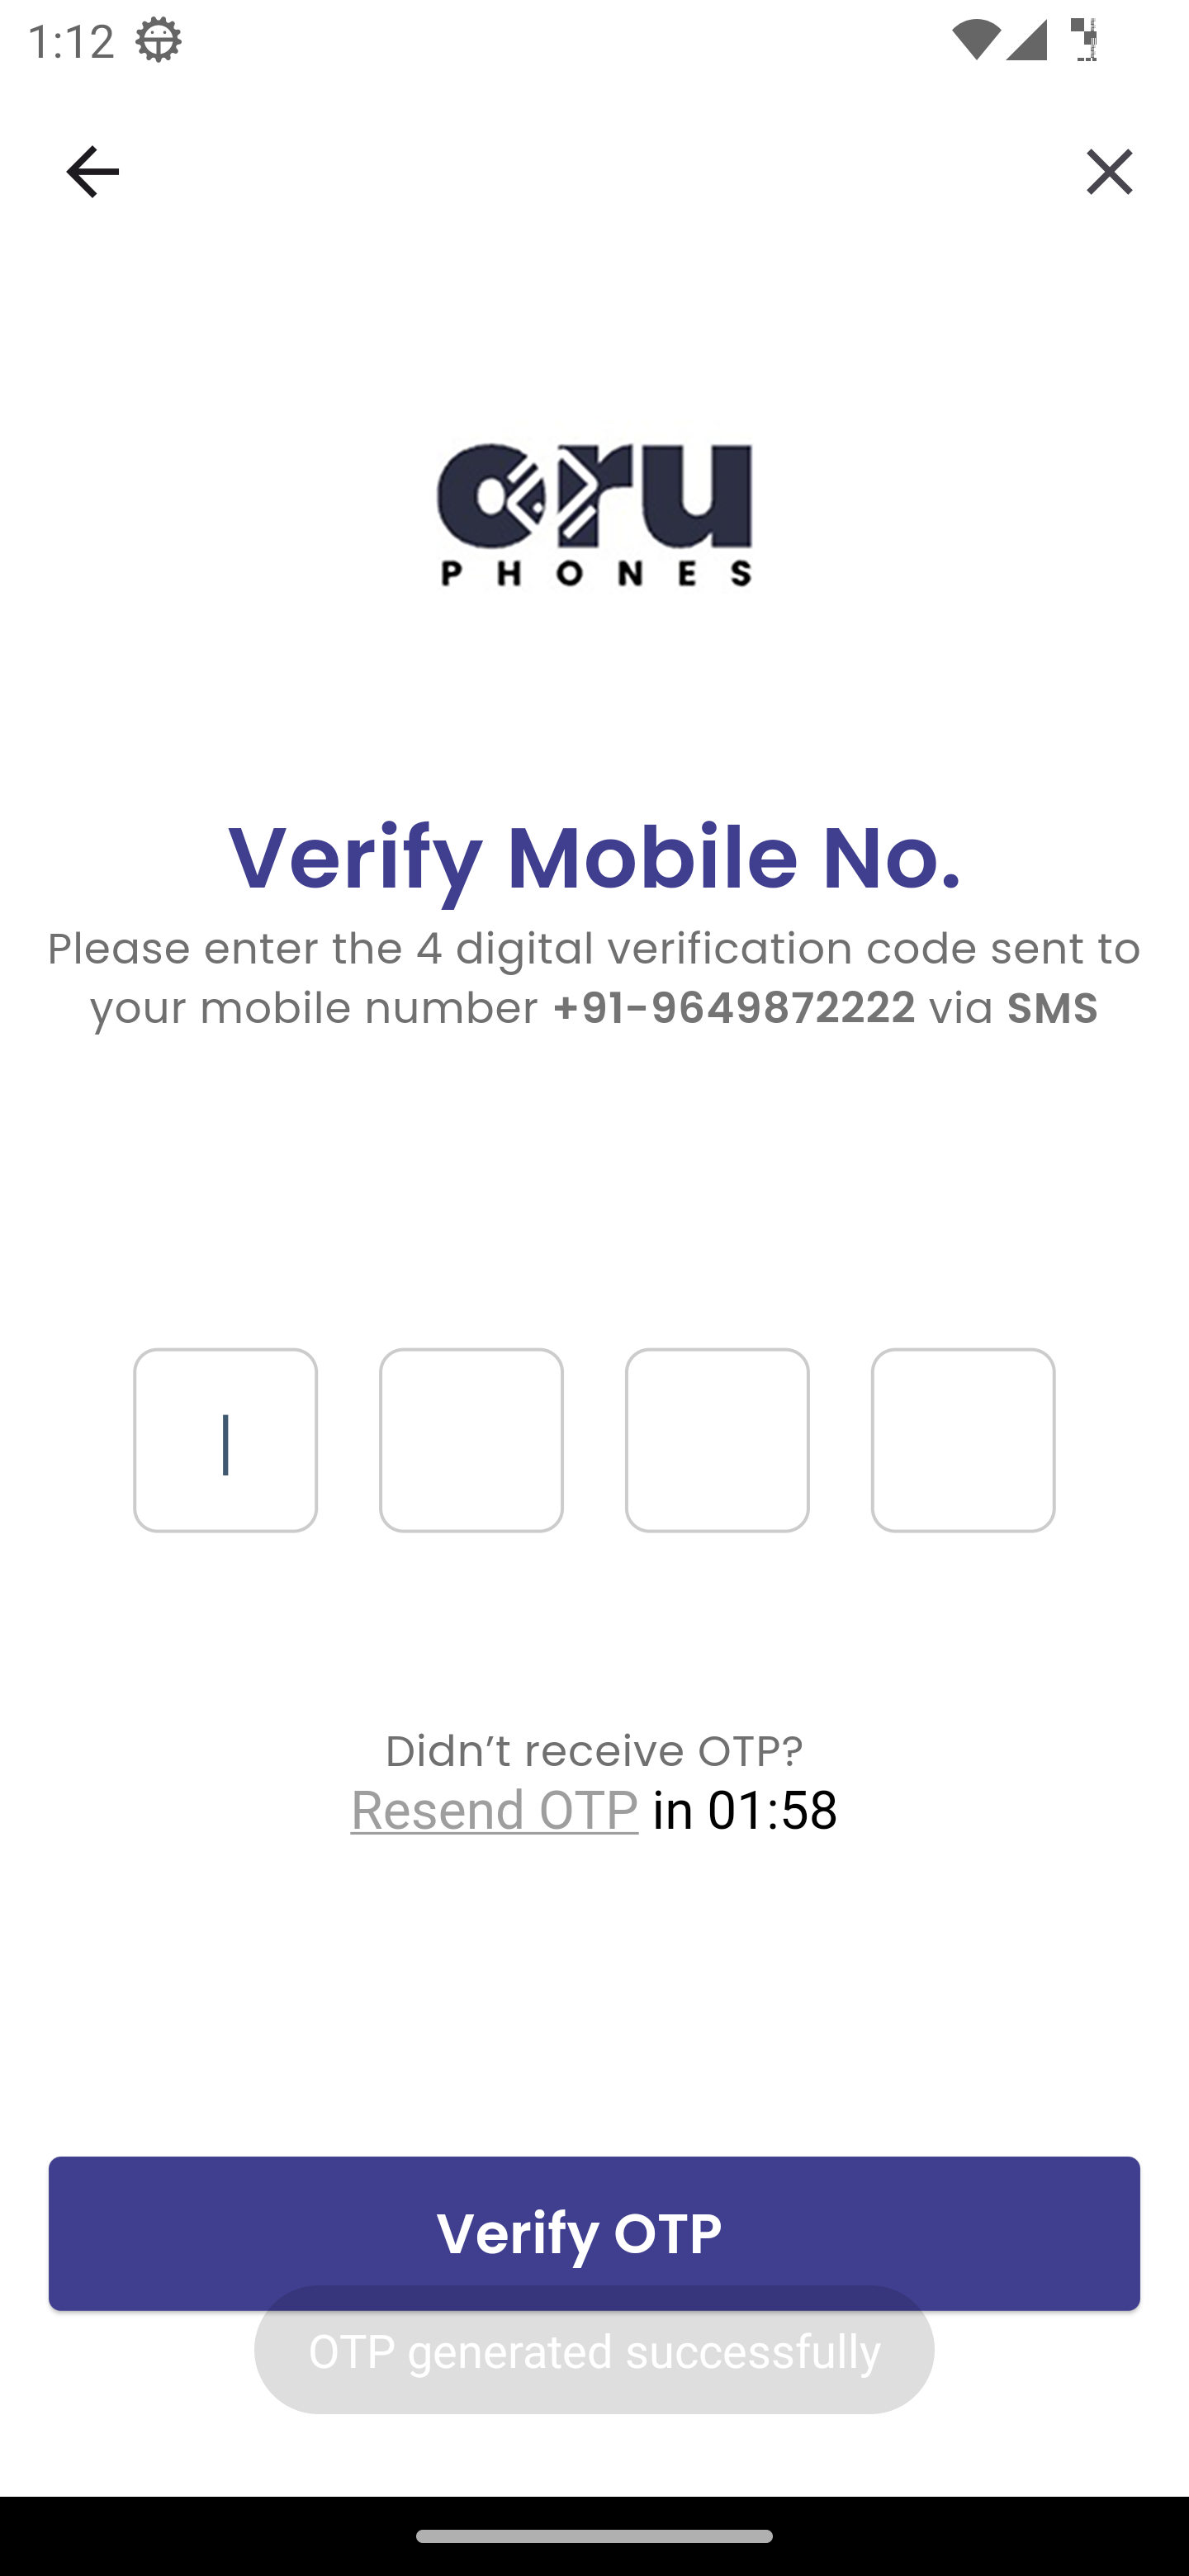 1:12
oru
PHONES
Verify Mobile No.
Please enter the 4 digital verification code sent to
your mobile number +91-9649872222 via SMS
Didn’t receive OTP?
Resend OTP in 01:58
Verify OTP
OTP generated successfully